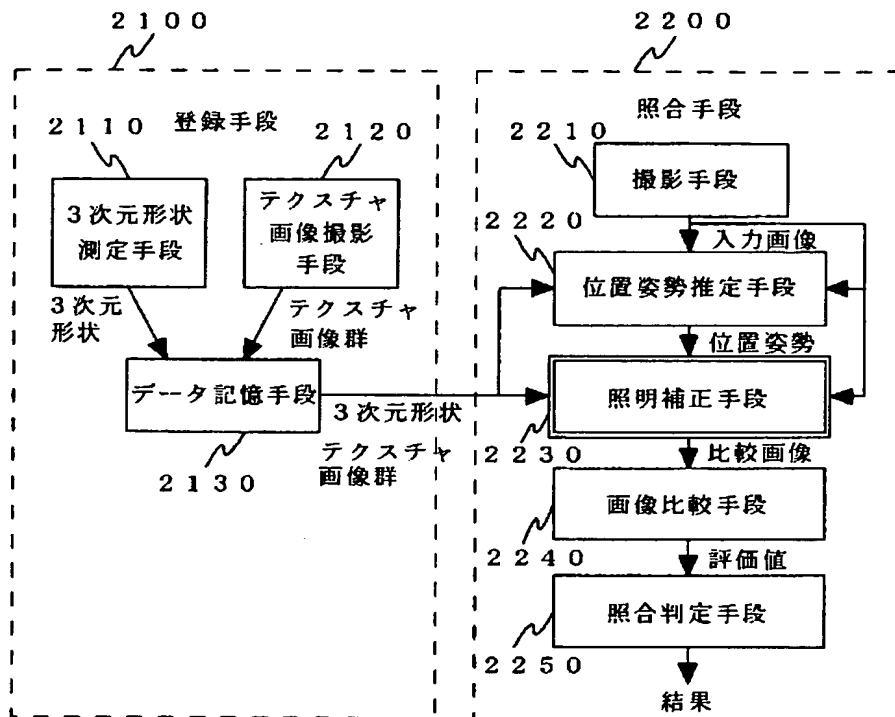 ２１００
２２００
登録手段
照合手段
２１１０
２１２０
２２１０
３次元形状
測定手段
テクスチャ
画像撮影
手段
撮影手段
２２２０
入力画像
位置姿勢推定手段
３次元
形状
テクスチャ
画像群
位置姿勢
データ記憶手段
３次元形状
テクスチャ
画像群
２１３０
照明補正手段
２２３０
比較画像
画像比較手段
２２４０
評価値
照合判定手段
２２５０
結果